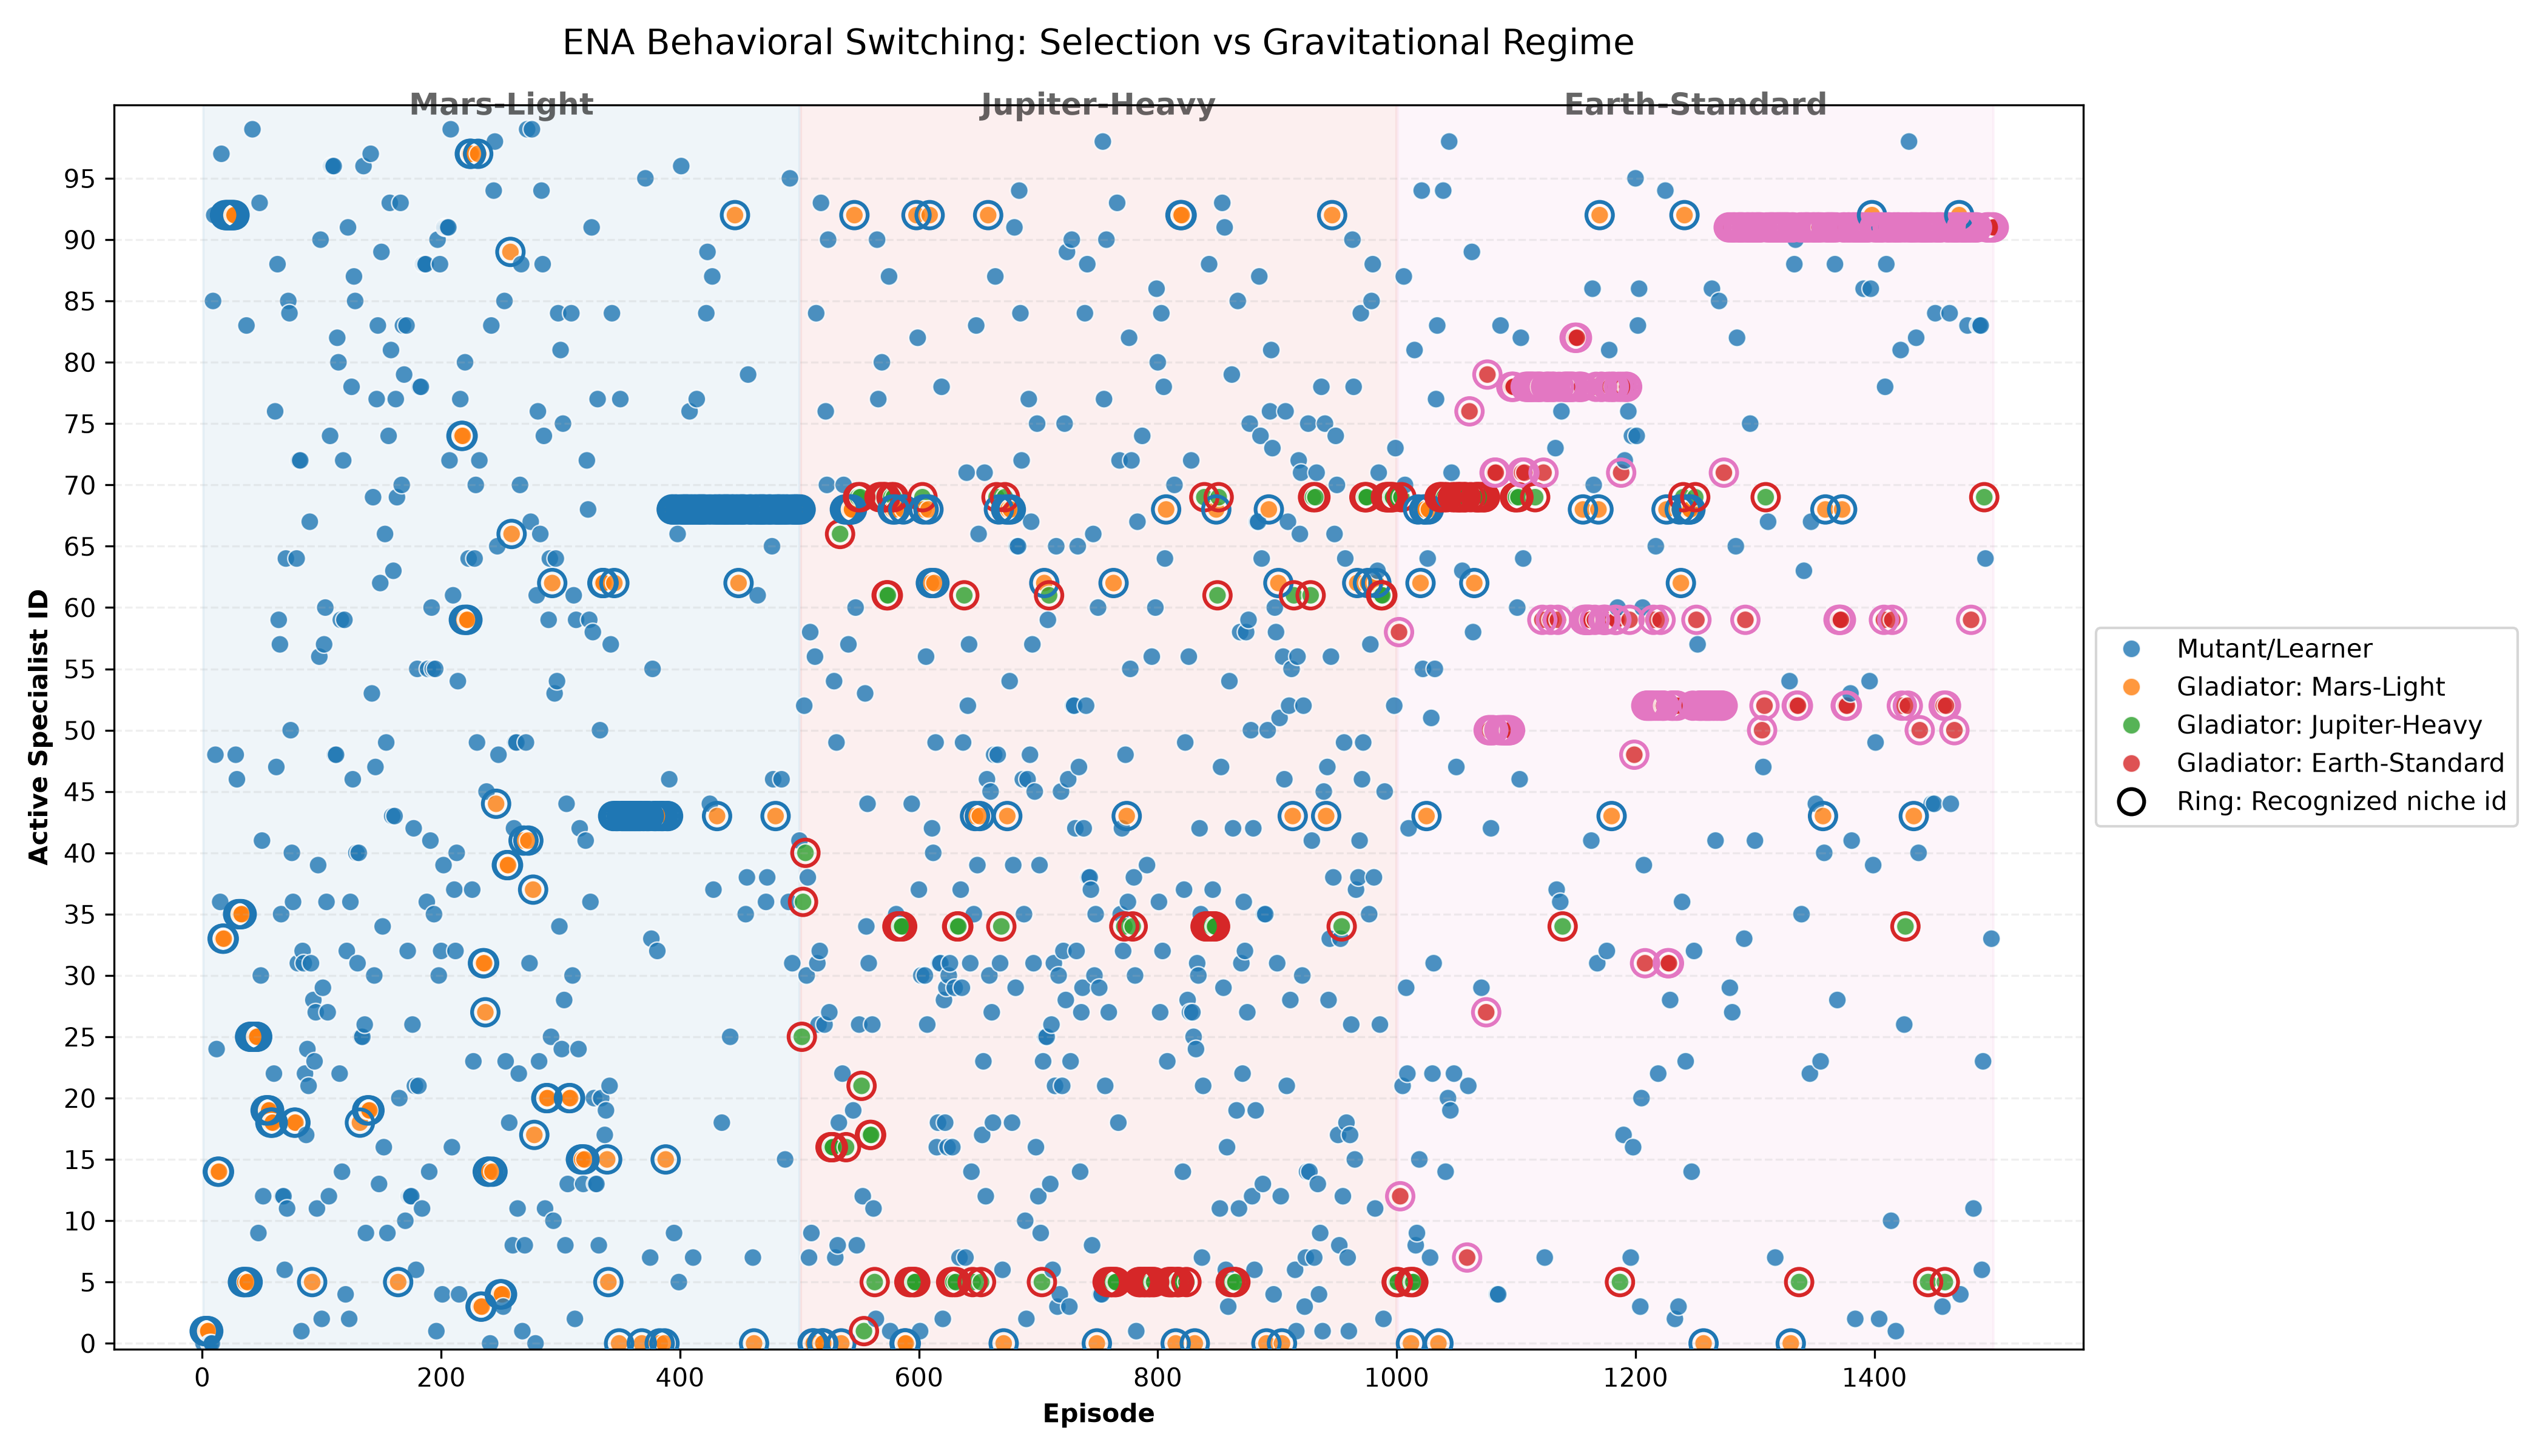 ENA Behavioral Switching: Selection vs Gravitational Regime
Mars-Light
Jupiter-Heavy
Earth-Standard
95
90
85
80
75
70
65
60
55
50
45
40
35
30
25
20
15
10
5
0
Active Specialist ID
0
200
400
600
800
1000
1200
1400
Episode
Mutant/Learner
Gladiator: Mars-Light
Gladiator: Jupiter-Heavy
Gladiator: Earth-Standard
Ring: Recognized niche id